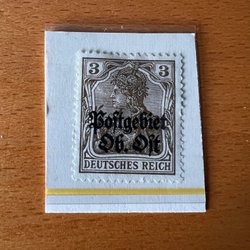 3 3
Postgebiet
Ob. Ost
DEUTSCHES REICH